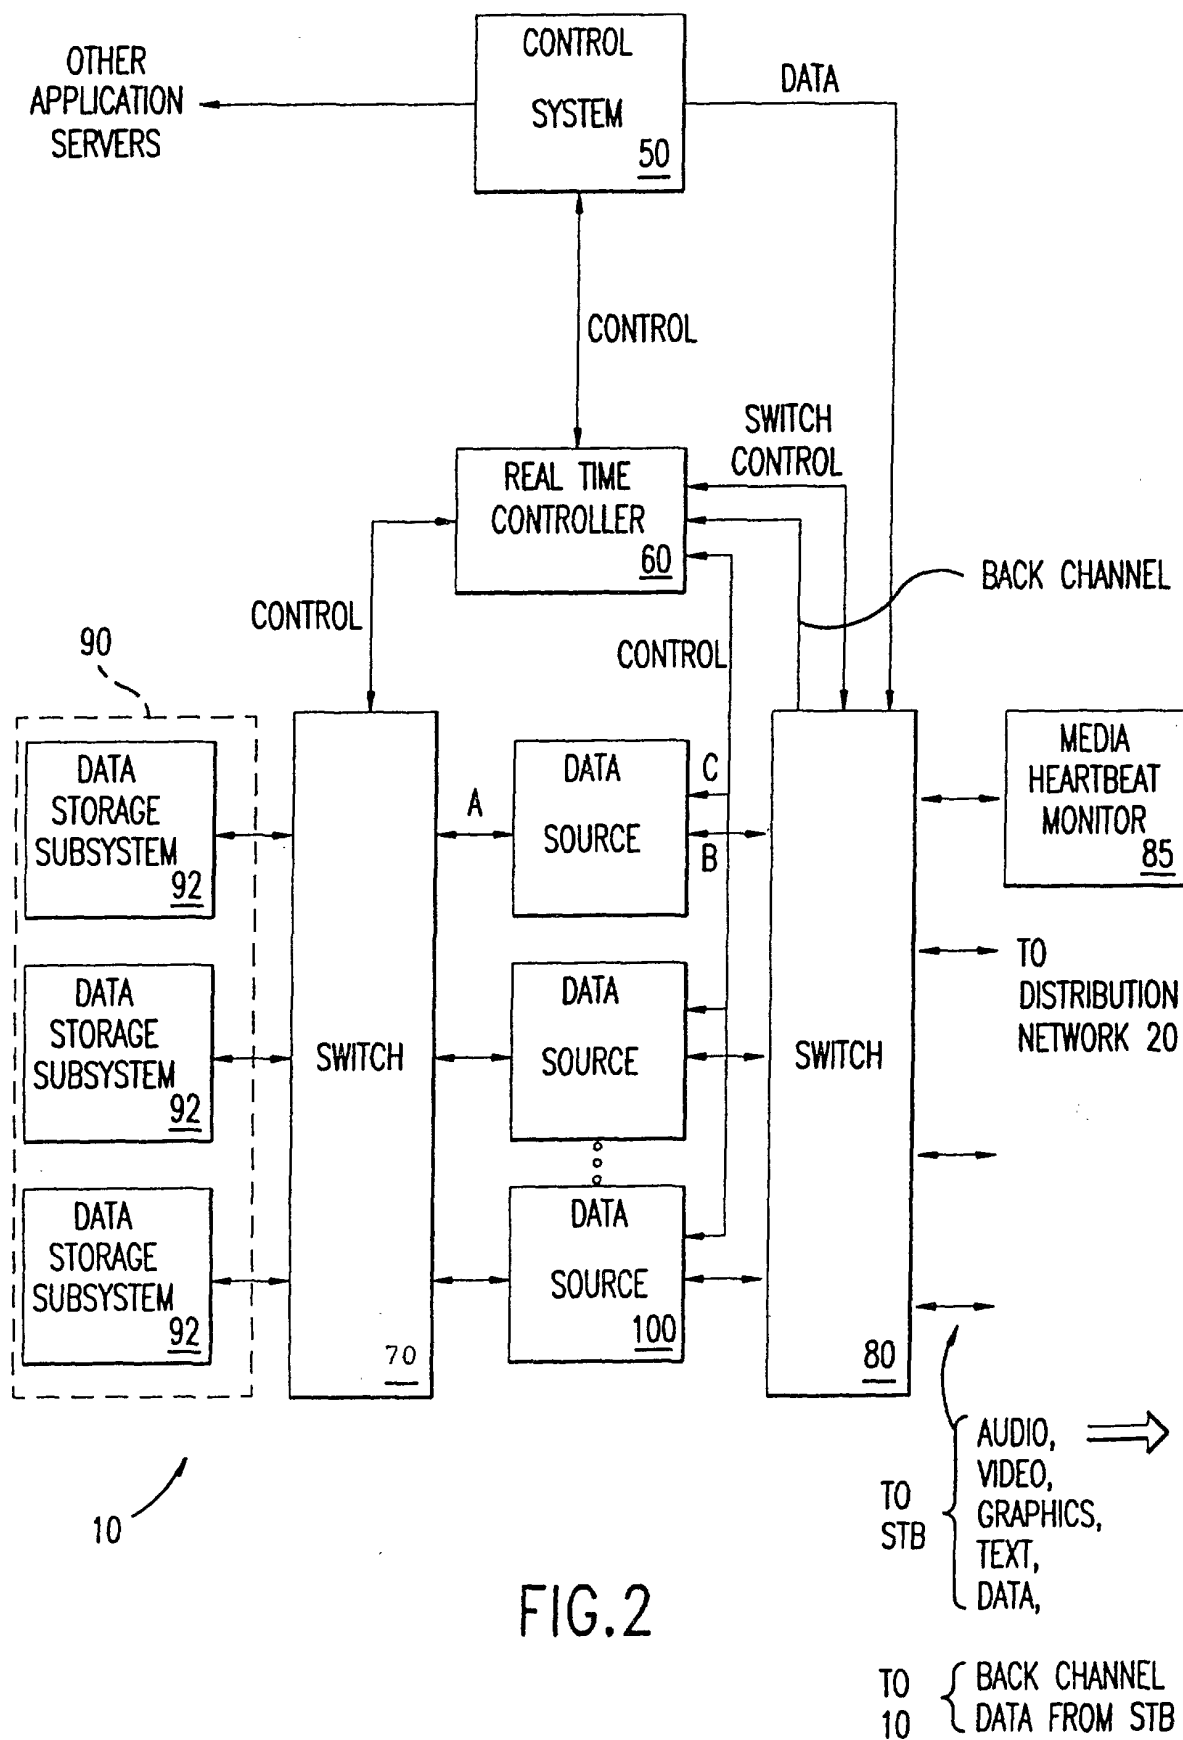 OTHER
APPLICATION
SERVERS
CONTROL
SYSTEM
50
DATA
CONTROL
SWITCH
CONTROL
REAL TIME
CONTROLLER
60
BACK CHANNEL
CONTROL
CONTROL
90
DATA
STORAGE
SUBSYSTEM
92
DATA
STORAGE
SUBSYSTEM
92
DATA
STORAGE
SUBSYSTEM
92
SWITCH
70
A
DATA
SOURCE
C
B
DATA
SOURCE
DATA
SOURCE
100
SWITCH
80
MEDIA
HEARTBEAT
MONITOR
85
TO
DISTRIBUTION
NETWORK 20
10
TO
STB
AUDIO,
VIDEO,
GRAPHICS,
TEXT,
DATA,
FIG.2
TO
10
BACK CHANNEL
DATA FROM STB